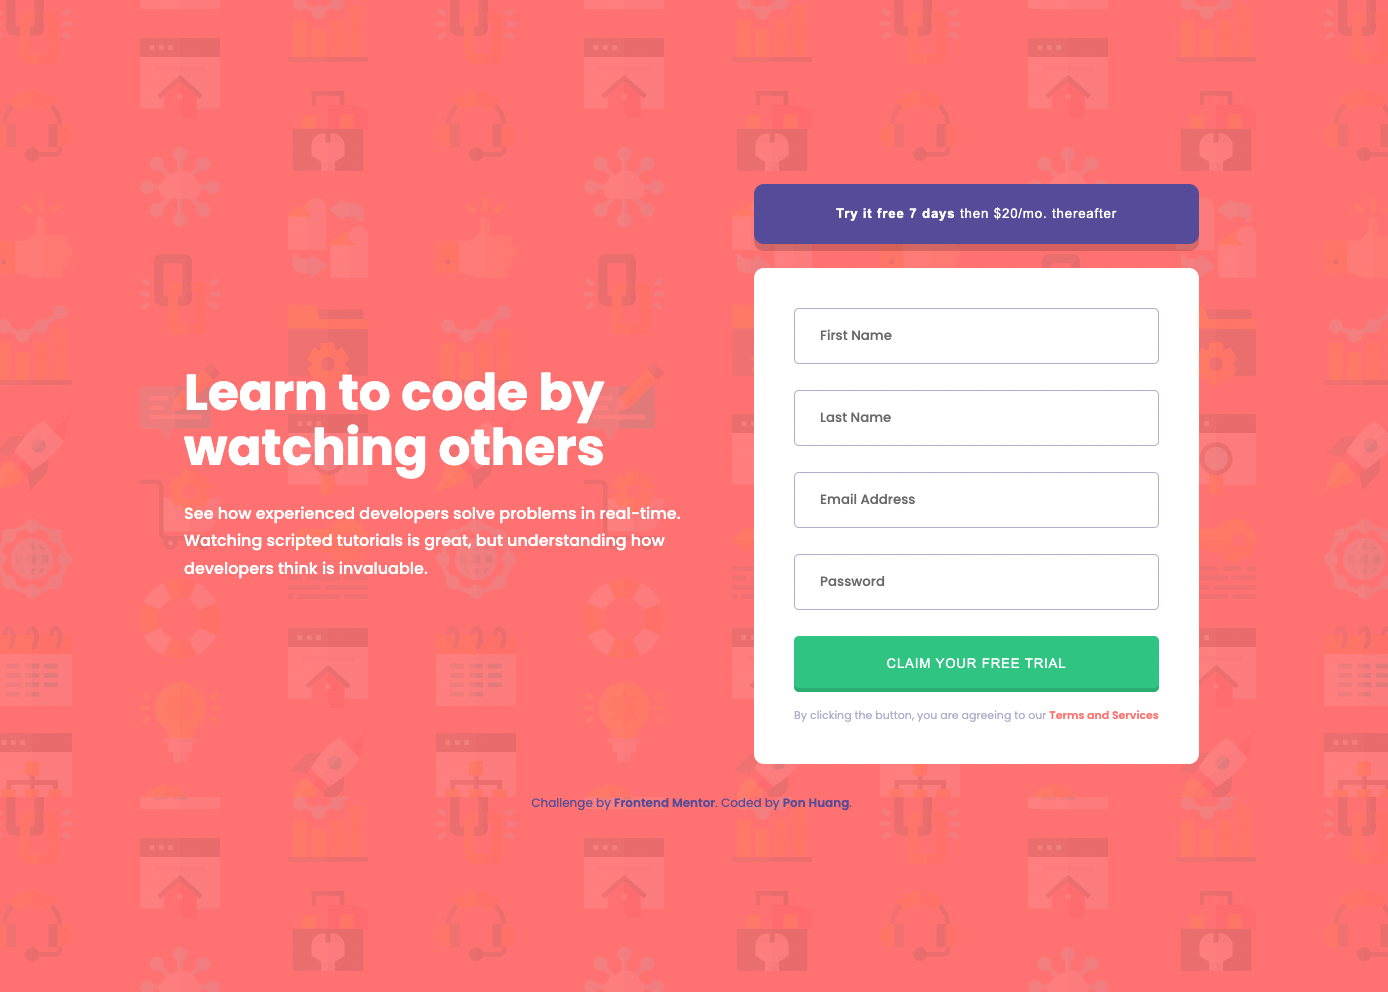 Learn to code by
watching others
See how experienced developers solve problems in real-time.
Watching scripted tutorials is great, but understanding how
developers think is invaluable.
Try it free 7 days then $20/mo. thereafter
First Name
Last Name
Email Address
Password
CLAIM YOUR FREE TRIAL
By clicking the button, you are agreeing to our Terms and Services
Challenge by Frontend Mentor. Coded by Pon Huang.